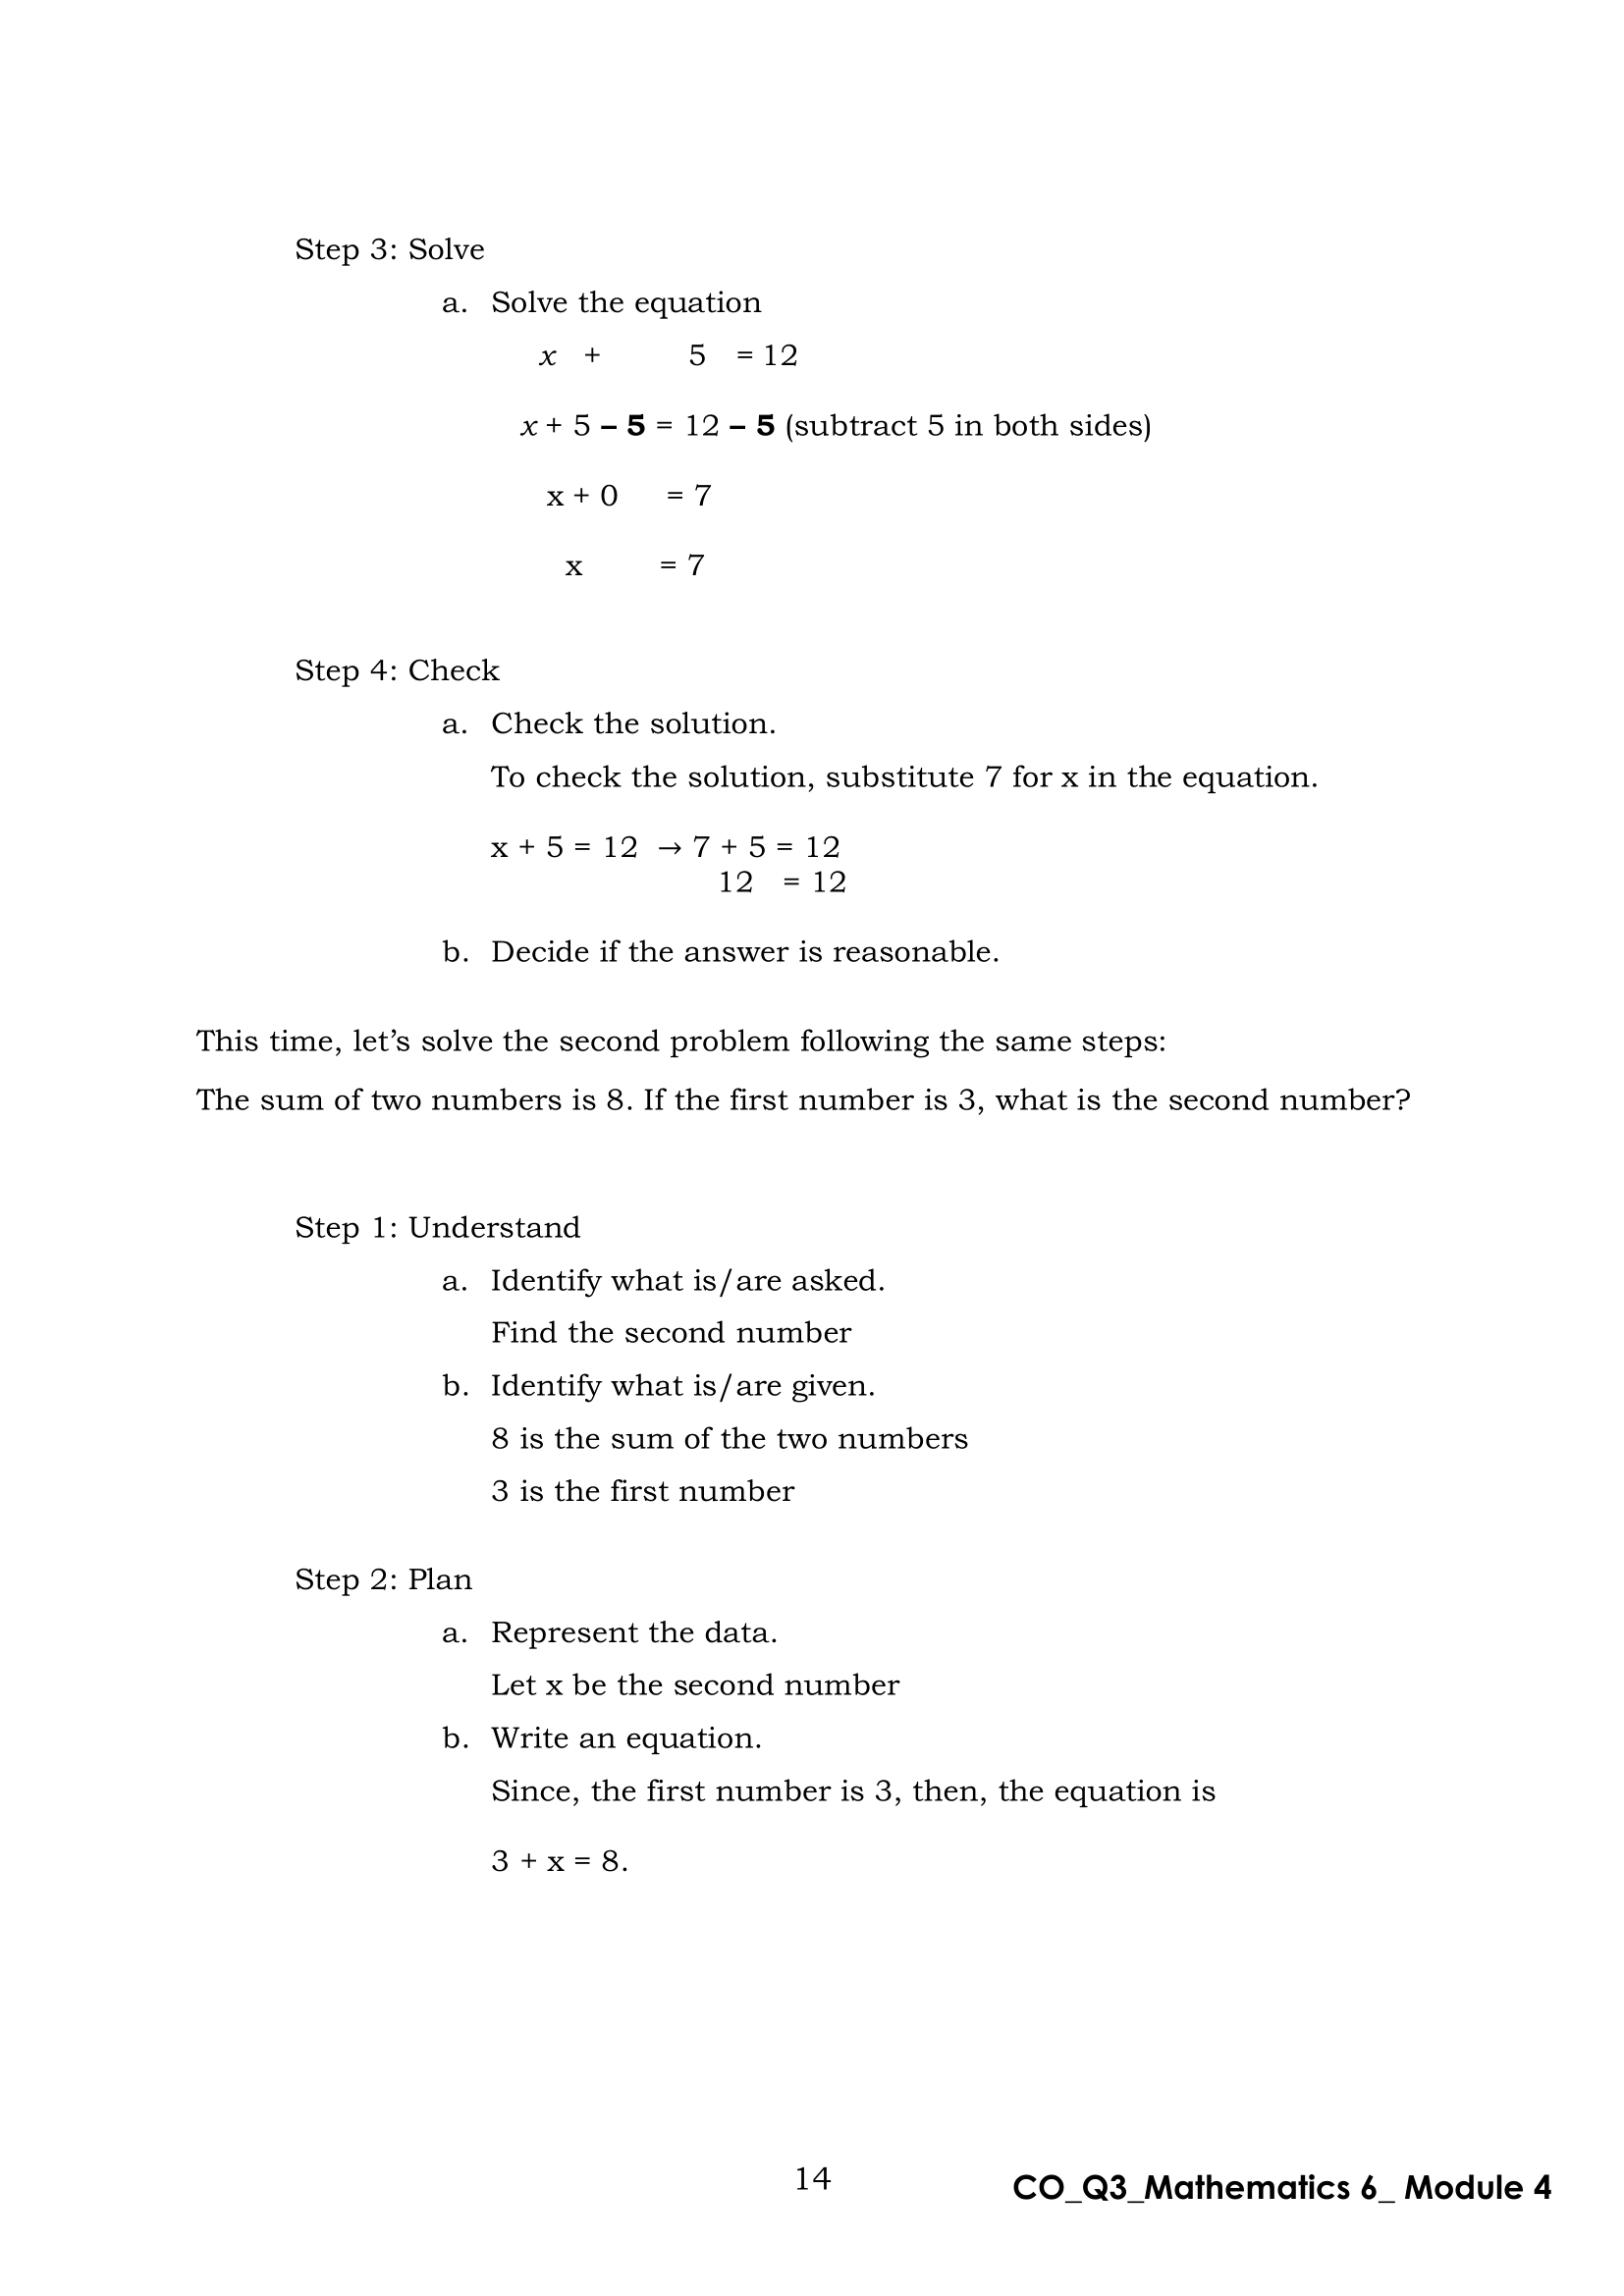 Step 3: Solve
a. Solve the equation
x + 5 = 12
x + 5 – 5 = 12 – 5 (subtract 5 in both sides)
x + 0 = 7
x = 7
Step 4: Check
a. Check the solution.
To check the solution, substitute 7 for x in the equation.
x + 5 = 12 → 7 + 5 = 12
12 = 12
b. Decide if the answer is reasonable.
This time, let’s solve the second problem following the same steps:
The sum of two numbers is 8. If the first number is 3, what is the second number?
Step 1: Understand
a. Identify what is/are asked.
Find the second number
b. Identify what is/are given.
8 is the sum of the two numbers
3 is the first number
Step 2: Plan
a. Represent the data.
Let x be the second number
b. Write an equation.
Since, the first number is 3, then, the equation is
3 + x = 8.
14
CO_Q3_Mathematics 6_ Module 4